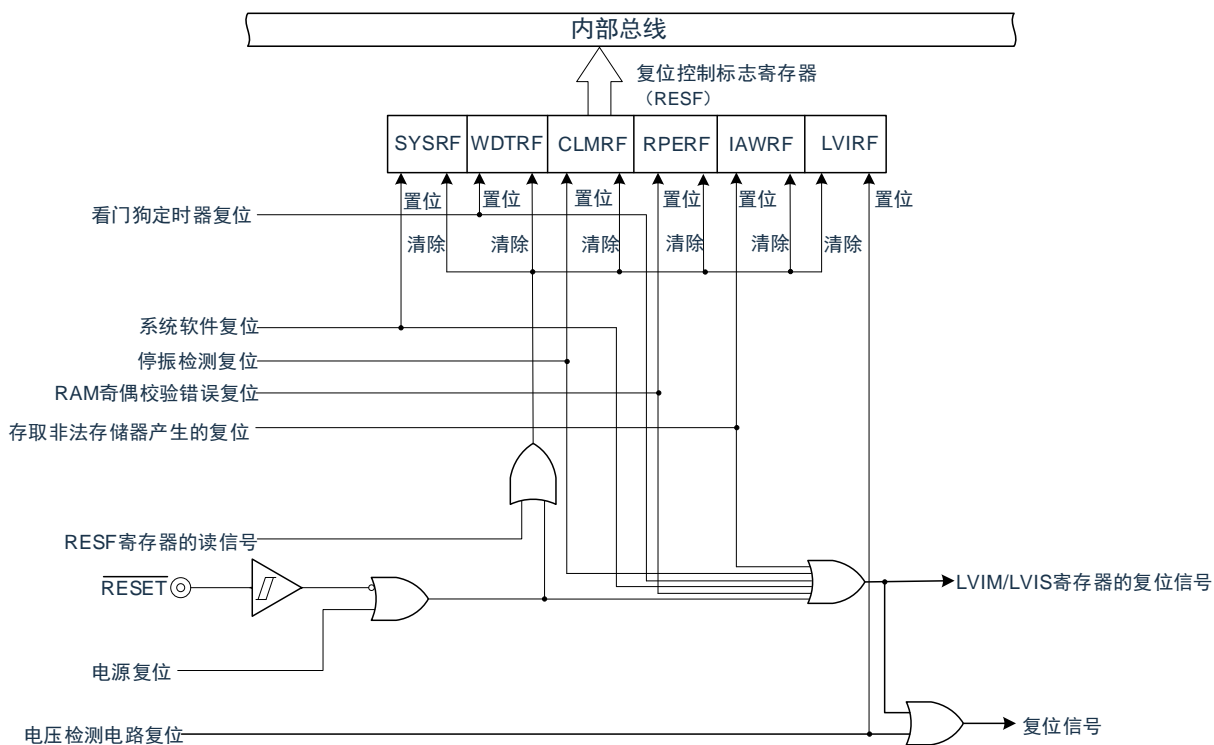 内部总线
复位控制标志寄存器
（RESF）
SYSRF WDTRF CLMRF RPERF IAWRF LVIRF
置位 置位 置位 置位 置位 置位
看门狗定时器复位
清除 清除 清除 清除 清除 清除
系统软件复位
停振检测复位
RAM奇偶校验错误复位
存取非法存储器产生的复位
RESF寄存器的读信号
RESET
LVIM/LVIS寄存器的复位信号
电源复位
电压检测电路复位
复位信号